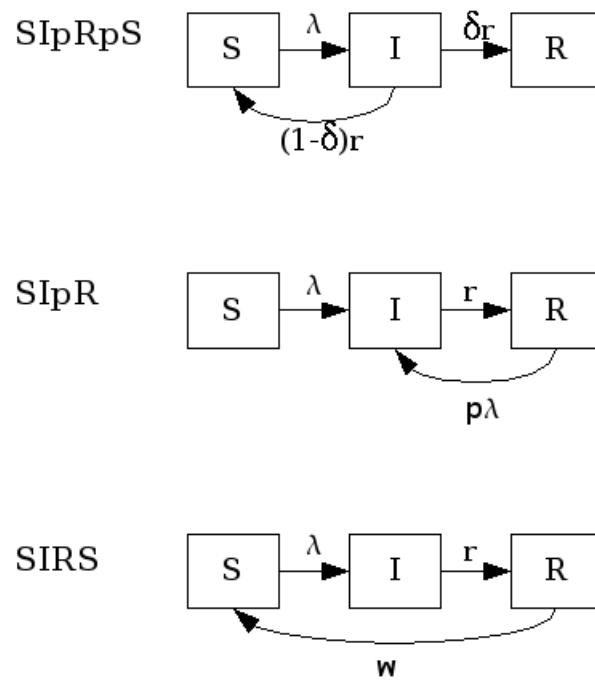 SIpRpS
S λ I δr R
(1-δ)r
SIpR
S λ I r R
pλ
SIRS
S λ I r R
w